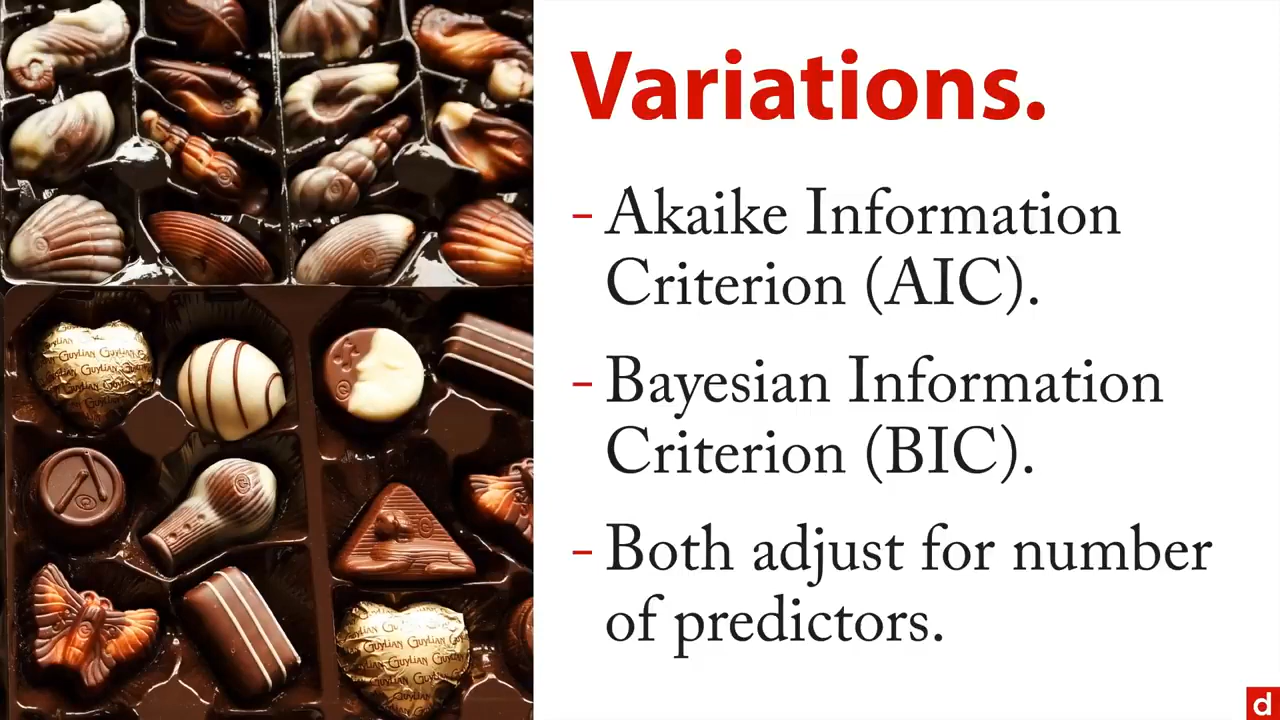 Variations.
- Akaike Information
Criterion (AIC).
- Bayesian Information
Criterion (BIC).
- Both adjust for number
of predictors.
GUYLIAN GUYLIAN
GUYLIAN GUYLIAN
GUYLIAN
GUYLIAN
d